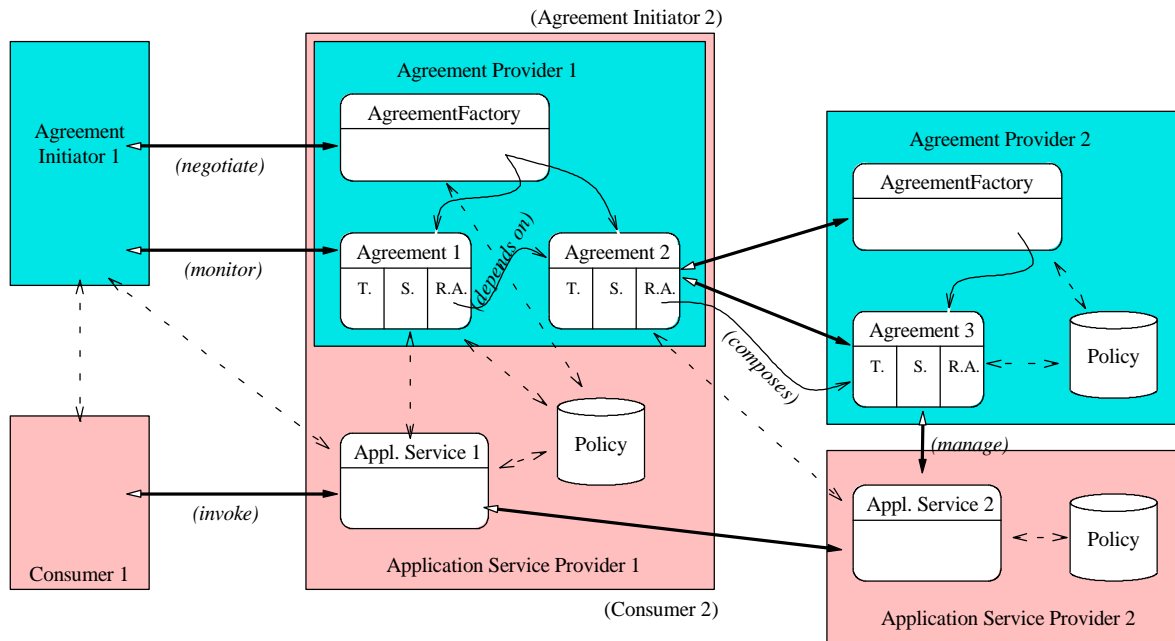 (Agreement Initiator 2)
Agreement
Initiator 1
(negotiate)
(monitor)
Agreement Provider 1
AgreementFactory
Agreement 1
T. S. R.A.
(depends on)
Agreement 2
T. S. R.A.
(composes)
Agreement Provider 2
AgreementFactory
Agreement 3
T. S. R.A.
Policy
(manage)
Consumer 1
(invoke)
Appl. Service 1
Policy
Application Service Provider 1
(Consumer 2)
Appl. Service 2
Policy
Application Service Provider 2